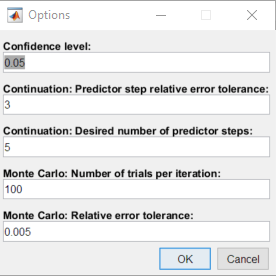 Options
Confidence level:
0.05
Continuation: Predictor step relative error tolerance:
3
Continuation: Desired number of predictor steps:
5
Monte Carlo: Number of trials per iteration:
100
Monte Carlo: Relative error tolerance:
0.005
OK Cancel